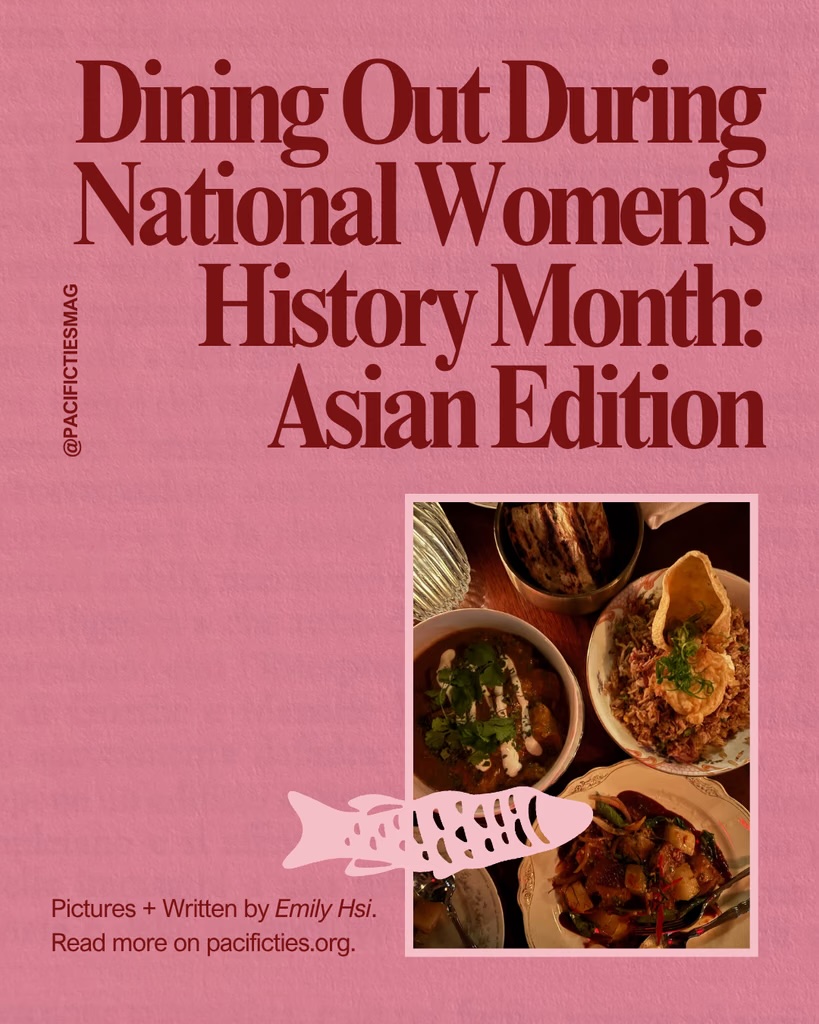 Dining Out During
National Women’s
History Month:
Asian Edition
@PACIFICTIESMAG
Pictures + Written by Emily Hsi.
Read more on pacificties.org.